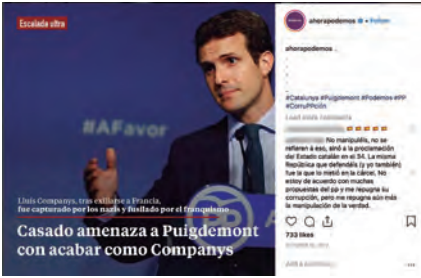 Escalada ultra
#AFavor
Lluís Companys, tras exiliarse a Francia,
fue capturado por los nazis y fusilado por el franquismo
Casado amenaza a Puigdemont
con acabar como Companys
ahorapodemos • Follow
ahorapodemos ..
.
.
.
.
#Catalunya #Puigdemont #Podemos #PP
#CorruPPción
No manipuléis, no se
refieren a eso, sinó a la proclamación
del Estado catalán en el 34. La misma
República que defendéis (y yo también)
fue la que lo metió en la cárcel. No
estoy de acuerdo con muchas
propuestas del pp y me repugna su
corrupción, pero me repugna aún más
la manipulación de la verdad.
733 likes